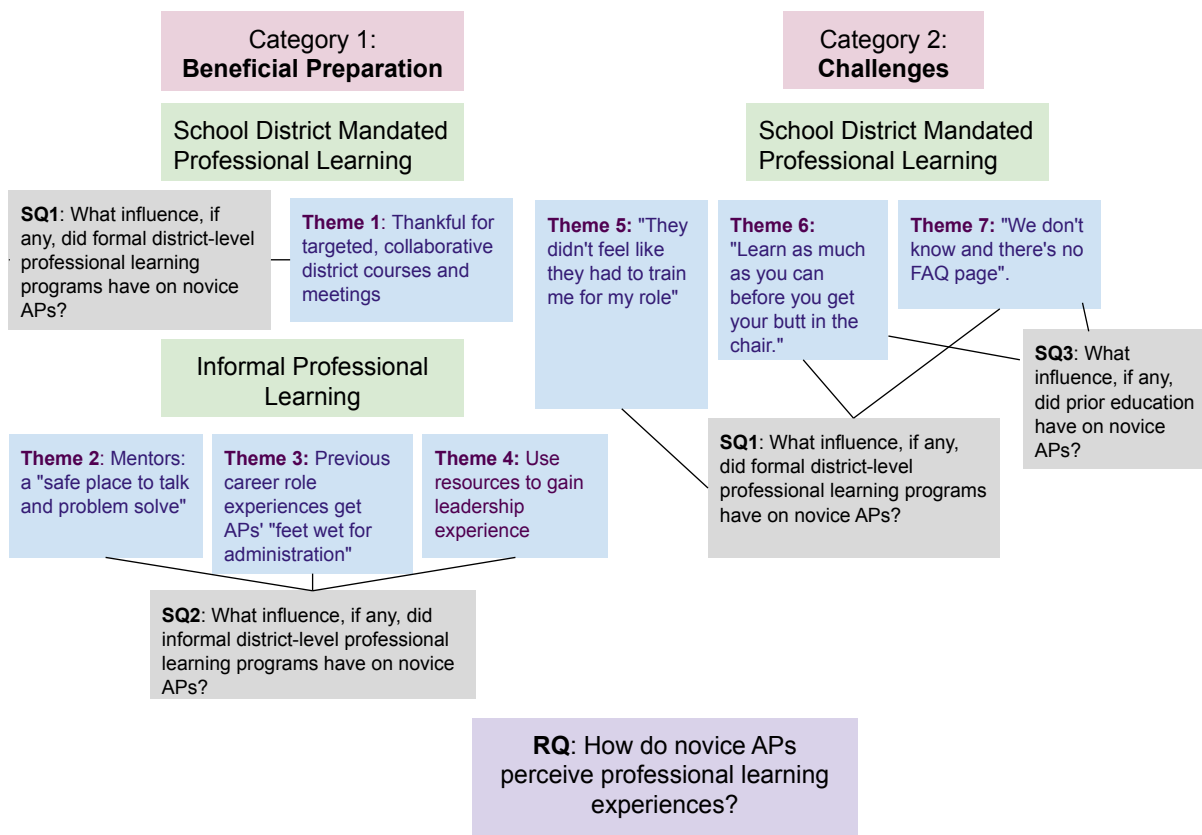 Category 1:
Beneficial Preparation
School District Mandated
Professional Learning
SQ1: What influence, if
any, did formal district-level
professional learning
programs have on novice
APs?
Theme 1: Thankful for
targeted, collaborative
district courses and
meetings
Informal Professional
Learning
Theme 2: Mentors:
a "safe place to talk
and problem solve"
Theme 3: Previous
career role
experiences get
APs' "feet wet for
administration"
Theme 4: Use
resources to gain
leadership
experience
SQ2: What influence, if any, did
informal district-level professional
learning programs have on novice
APs?
Category 2:
Challenges
School District Mandated
Professional Learning
Theme 5: "They
didn't feel like
they had to train
me for my role"
Theme 6:
"Learn as much
as you can
before you get
your butt in the
chair."
Theme 7: "We don't
know and there's no
FAQ page".
SQ3: What
influence, if any,
did prior education
have on novice
APs?
SQ1: What influence, if any,
did formal district-level
professional learning programs
have on novice APs?
RQ: How do novice APs
perceive professional learning
experiences?